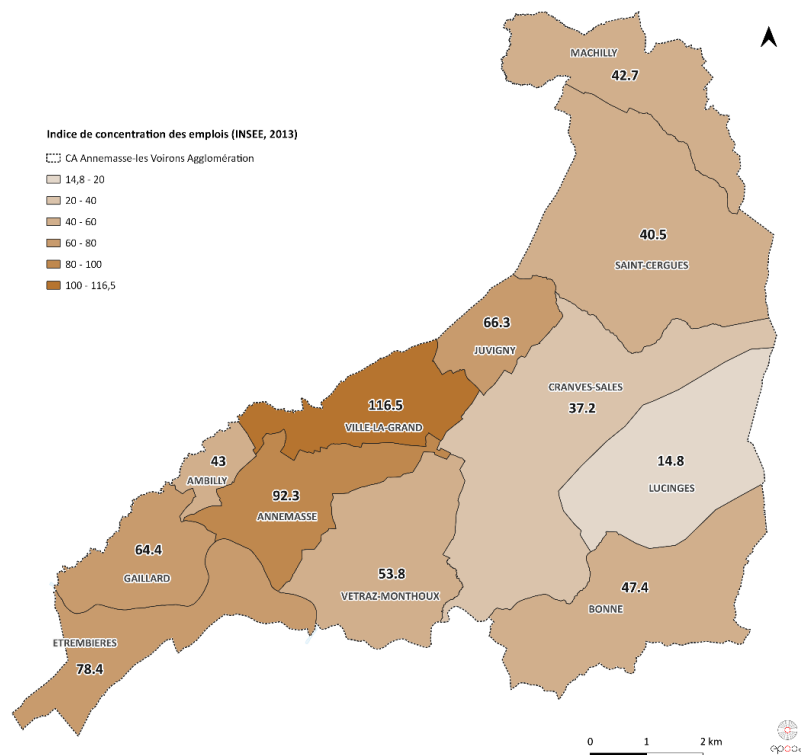 MACHILLY
42.7
Indice de concentration des emplois (INSEE, 2013)
CA Annemasse-les Voirons Agglomération
14,8 - 20
20 - 40
40 - 60
60 - 80
80 - 100
100 - 116,5
40.5
SAINT-CERGUES
66.3
JUVIGNY
CRANVES-SALES
37.2
116.5
VILLE-LA-GRAND
43
AMBILLY
14.8
LUCINGES
92.3
ANNEMASSE
64.4
GAILLARD
53.8
VETRAZ-MONTHOUX
47.4
BONNE
ETREMBIERES
78.4
0 1 2 km